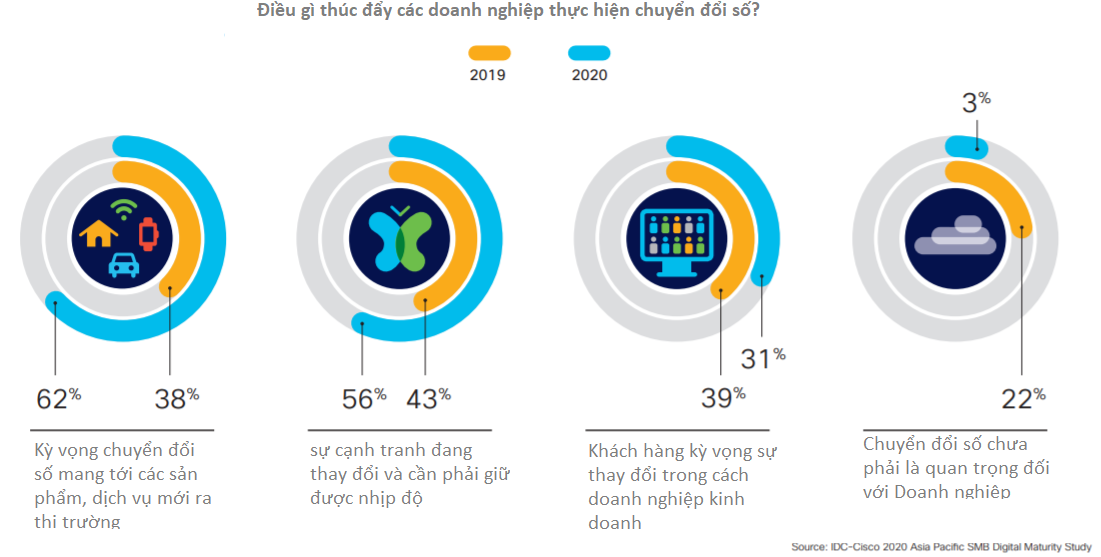 Điều gì thúc đẩy các doanh nghiệp thực hiện chuyển đổi số?
2019 2020
62% 38%
Kỳ vọng chuyển đổi
số mang tới các sản
phẩm, dịch vụ mới ra
thị trường
56% 43%
sự cạnh tranh đang
thay đổi và cần phải giữ
được nhịp độ
39% 31%
Khách hàng kỳ vọng sự
thay đổi trong cách
doanh nghiệp kinh
doanh
3%
22%
Chuyển đổi số chưa
phải là quan trọng đối
với Doanh nghiệp
Source: IDC-Cisco 2020 Asia Pacific SMB Digital Maturity Study